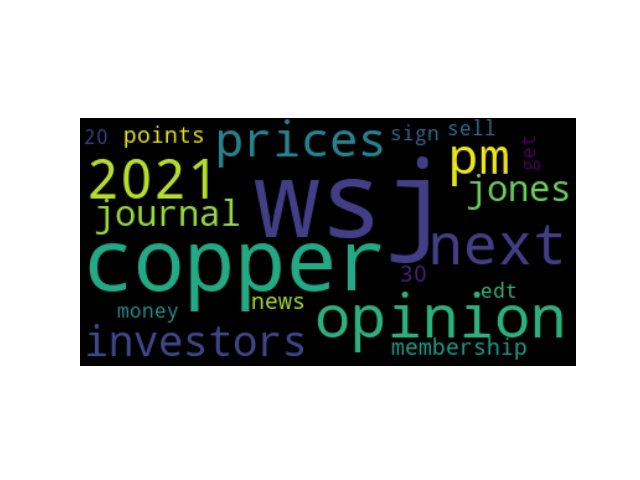 20 points prices sign sell
2021 wsj pm get
journal jones
copper next
30
money news opinion edt
investors membership